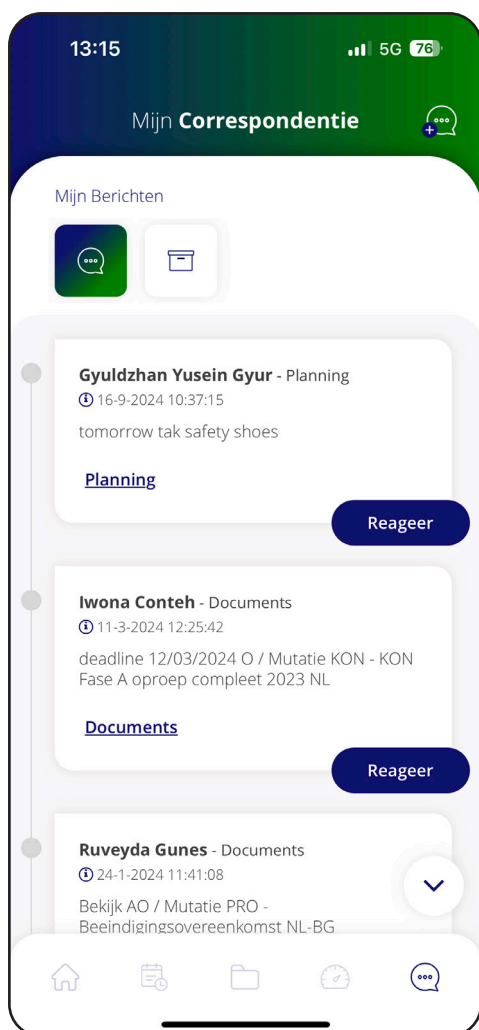 13:15
5G 76
Mijn Correspondentie
Mijn Berichten
Gyuldzhan Yusein Gyur - Planning
16-9-2024 10:37:15
tomorrow tak safety shoes
Planning
Reageer
Iwona Conteh - Documents
11-3-2024 12:25:42
deadline 12/03/2024 O / Mutatie KON - KON
Fase A oproep compleet 2023 NL
Documents
Reageer
Ruveyda Gunes - Documents
24-1-2024 11:41:08
Bekijk AO / Mutatie PRO -
Beeindigingsovereenkomst NL-BG